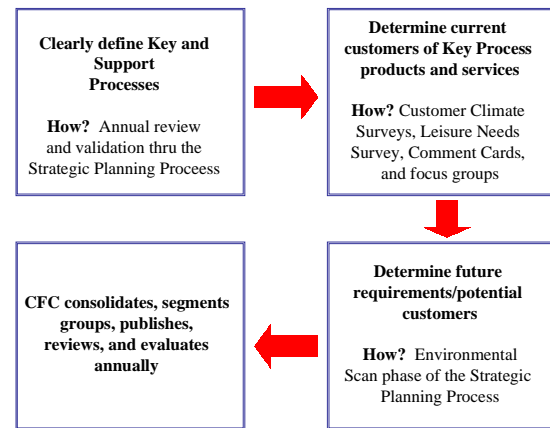 Clearly define Key and
Support
Processes
How? Annual review
and validation thru the
Strategic Planning Proceess
Determine current
customers of Key Process
products and services
How? Customer Climate
Surveys, Leisure Needs
Survey, Comment Cards,
and focus groups
Determine future
requirements/potential
customers
How? Environmental
Scan phase of the Strategic
Planning Process
CFC consolidates, segments
groups, publishes,
reviews, and evaluates
annually